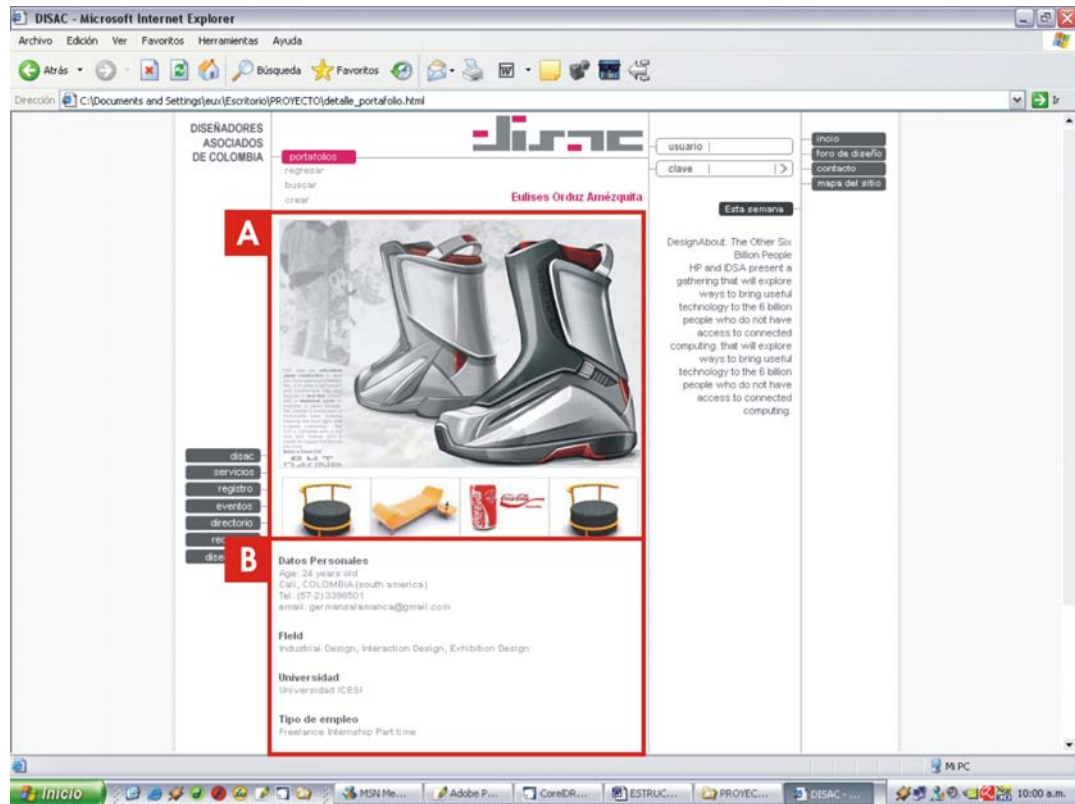 DISAC - Microsoft Internet Explorer
Archivo Edición Ver Favoritos Herramientas Ayuda
Atrás Búsqueda Favoritos
Dirección C:\Documents and Settings\eux\Escritorio\PROYECTO\detalle_portafolio.html Ir
DISEÑADORES
ASOCIADOS
DE COLOMBIA
disac
portafolios
regresar
buscar
crear
Eulises Orduz Amézquita
usuario
clave
incio
foro de diseño
contacto
mapa del sitio
Esta semana
DesignAbout: The Other Six
Billion People
HP and IDSA present a
gathering that will explore
ways to bring useful
technology to the 6 billion
people who do not have
access to connected
computing. that will explore
ways to bring useful
technology to the 6 billion
people who do not have
access to connected
computing.
A
disac
servicios
registro
eventos
directorio
B
Datos Personales
Age: 24 years old
Cali, COLOMBIA (south america)
Tel. (57-2) 3398501
email: germansalamanca@gmail.com
Field
Industrial Design, Interaction Design, Exhibition Design
Universidad
Universidad ICESI
Tipo de empleo
Freelance Internship Part time
Mi PC
Inicio MSN Me... Adobe P... CorelDR... ESTRUC... PROYEC... DISAC - ... 10:00 a.m.